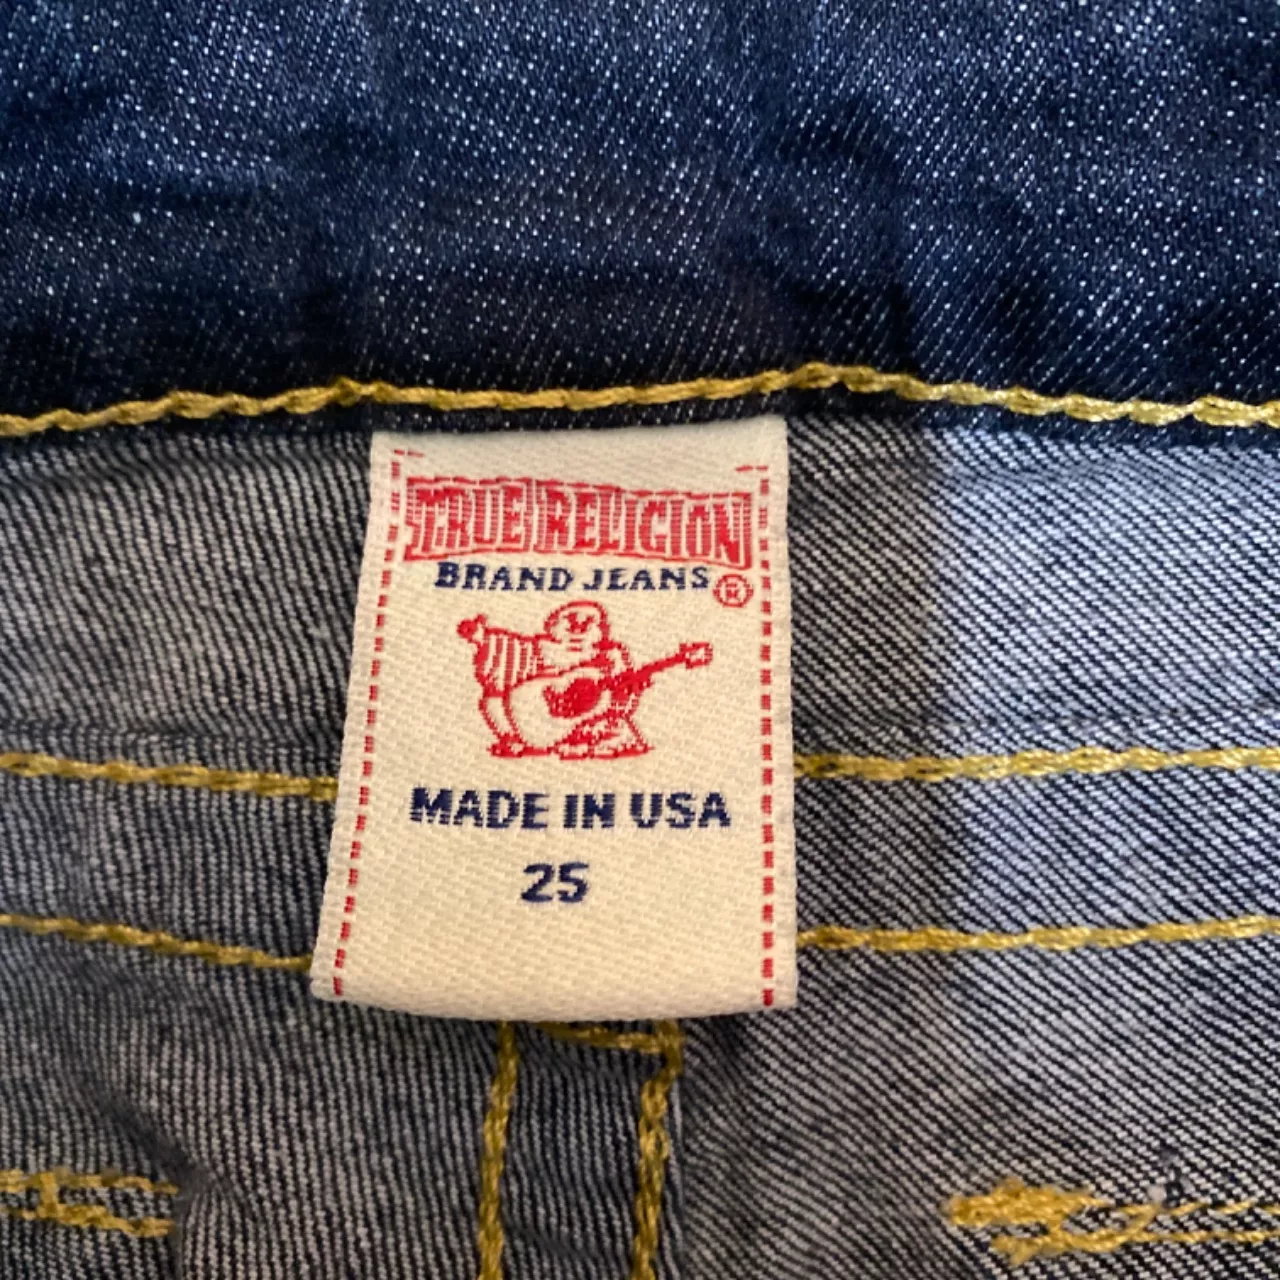 TRUE RELIGION
BRAND JEANS®
MADE IN USA
25